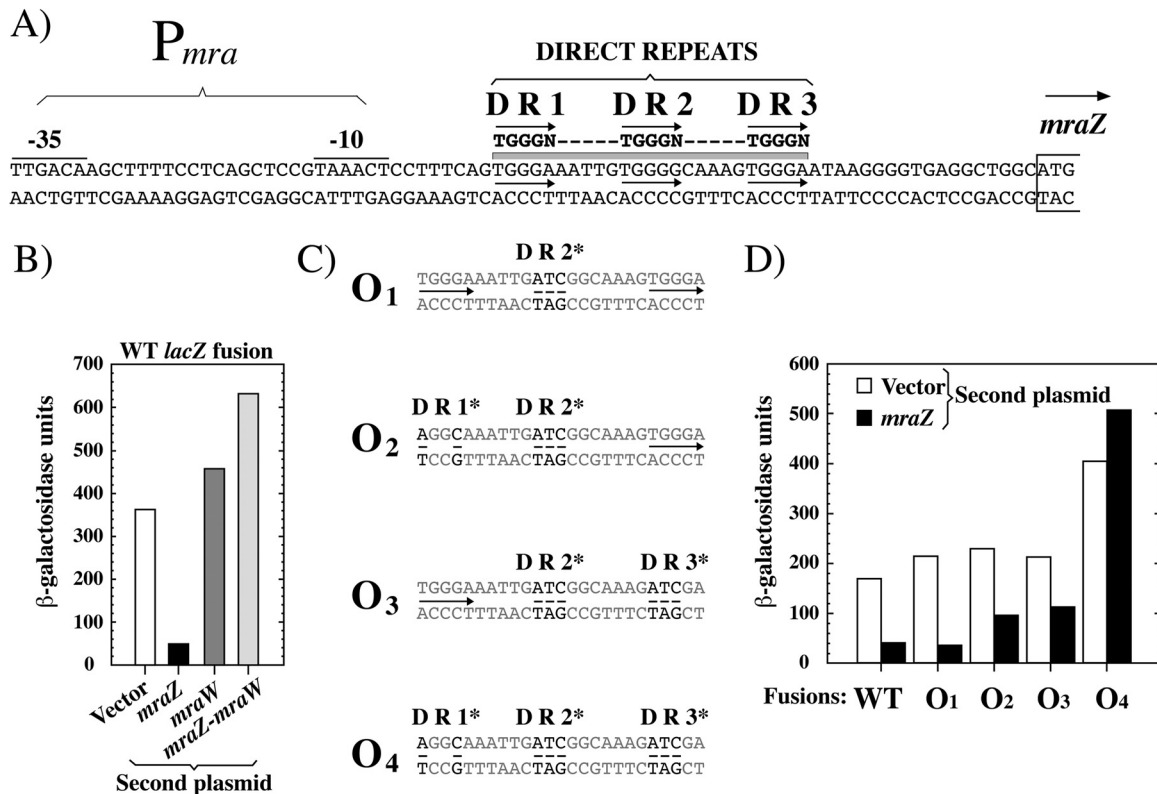 A)
Pmra
DIRECT REPEATS
D R 1 D R 2 D R 3
mraZ
-35 -10
TGGGN-----TGGGN-----TGGGN
TTGACAAGCTTTTCCTCAGCTCCGTAAACTCCTTTCAGTGGGAAATTGTGGGGCAAAGTGGGAATAAGGGGTGAGGCTGGCATG
AACTGTTCGAAAAGGAGTCGAGGCATTTGAGGAAAGTCACCCTTTAACACCCCGTTTCACCCTTATTCCCCACTCCGACCGTAC
B)
WT lacZ fusion
β-galactosidase units
700
600
500
400
300
200
100
0
Vector
mraZ
mraW
mraZ-mraW
Second plasmid
C)
D R 2*
O1
TGGGAAATTGATCGGCAAAGTGGGA
ACCCTTTAACTAGCCGTTTCACCCT
D R 1* D R 2*
O2
AGGCAAATTGATCGGCAAAGTGGGA
TCCGTTTAACTAGCCGTTTCACCCT
D R 2* D R 3*
O3
TGGGAAATTGATCGGCAAAGATCGA
ACCCTTTAACTAGCCGTTTCTAGCT
D R 1* D R 2* D R 3*
O4
AGGCAAATTGATCGGCAAAGATCGA
TCCGTTTAACTAGCCGTTTCTAGCT
D)
β-galactosidase units
600
500
400
300
200
100
0
Vector
mraZ
Second plasmid
Fusions: WT O1 O2 O3 O4